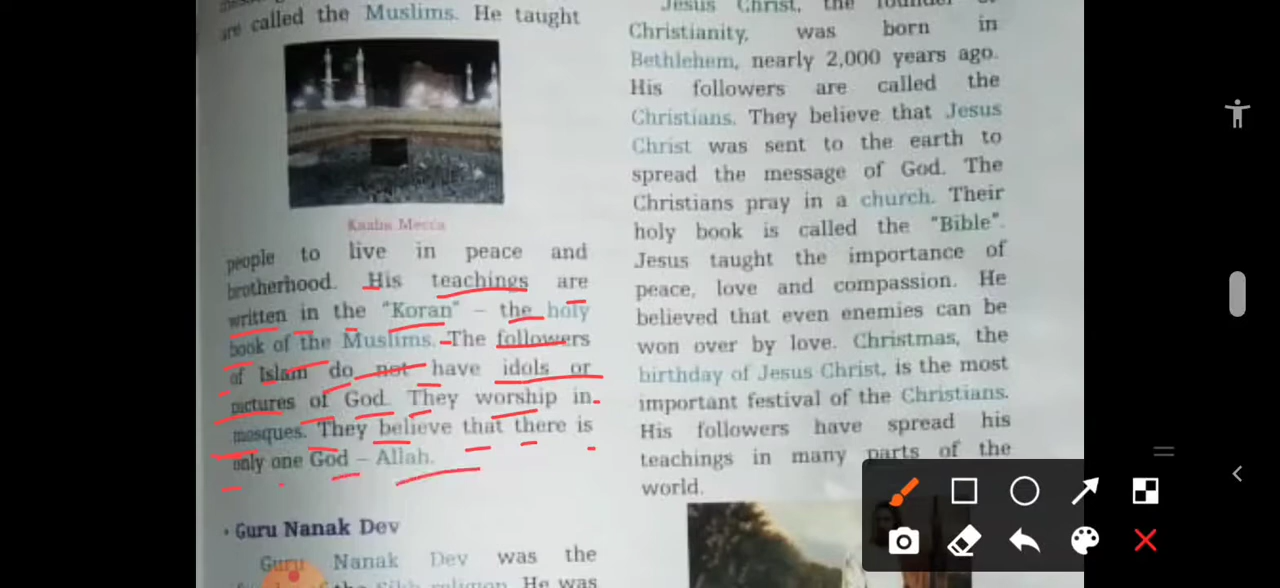 are called the Muslims. He taught
Kaaba Mecca
people to live in peace and
brotherhood. His teachings are
written in the "Koran" – the holy
book of the Muslims. The followers
of Islam do not have idols or
pictures of God. They worship in
mosques. They believe that there is
only one God – Allah.
• Guru Nanak Dev
Guru Nanak Dev was the
the Sikh religion. He was
Jesus Christ, the founder of
Christianity, was born in
Bethlehem, nearly 2,000 years ago.
His followers are called the
Christians. They believe that Jesus
Christ was sent to the earth to
spread the message of God. The
Christians pray in a church. Their
holy book is called the "Bible".
Jesus taught the importance of
peace, love and compassion. He
believed that even enemies can be
won over by love. Christmas, the
birthday of Jesus Christ, is the most
important festival of the Christians.
His followers have spread his
teachings in many parts of the
world.